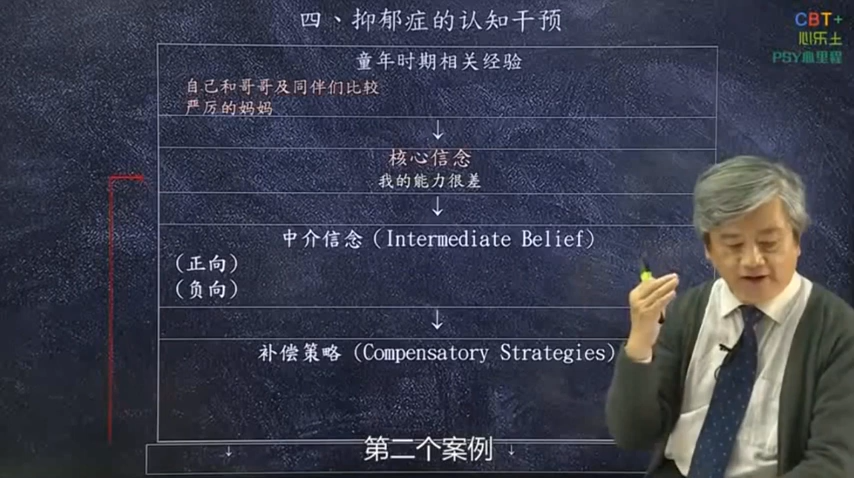 四、抑郁症的认知干预
CBT+
心乐土
PSY心里程
童年时期相关经验
自己和哥哥及同伴们比较
严厉的妈妈
↓
核心信念
我的能力很差
↓
中介信念（Intermediate Belief）
（正向）
（负向）
↓
补偿策略（Compensatory Strategies）
↓ ↓
第二个案例